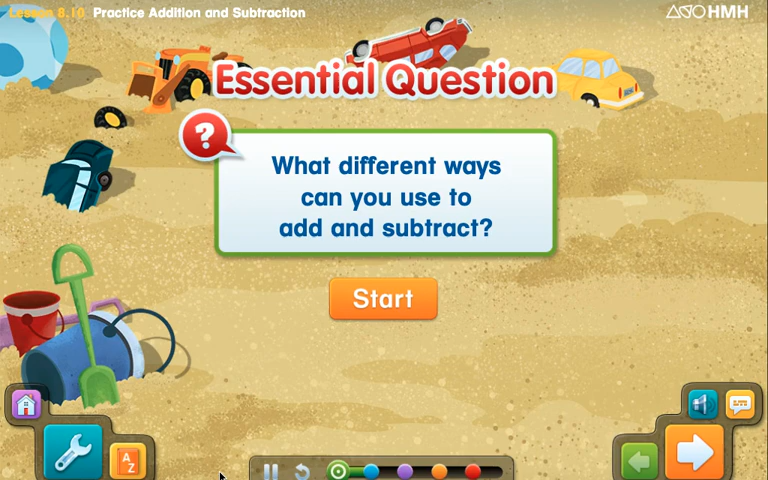 Lesson 8.10 Practice Addition and Subtraction
HMH
Essential Question
?
What different ways
can you use to
add and subtract?
Start
A
Z